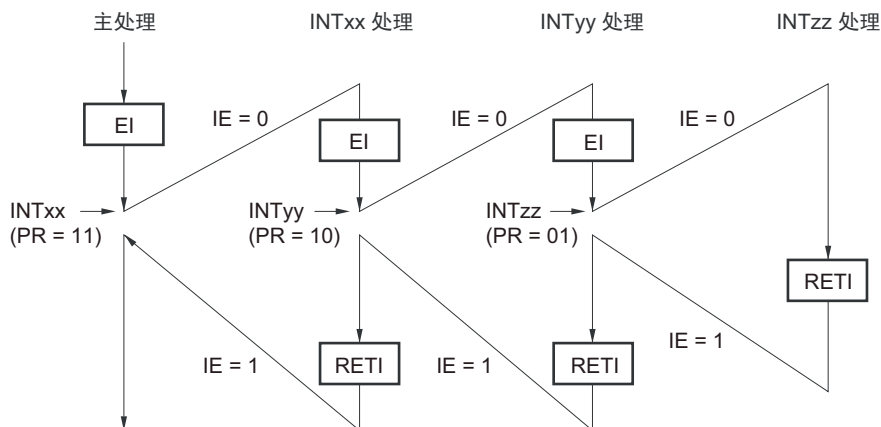 主处理 INTxx 处理 INTyy 处理 INTzz 处理
EI IE = 0 EI IE = 0 EI IE = 0
INTxx INTyy INTzz
(PR = 11) (PR = 10) (PR = 01)
RETI
IE = 1 RETI IE = 1 RETI IE = 1